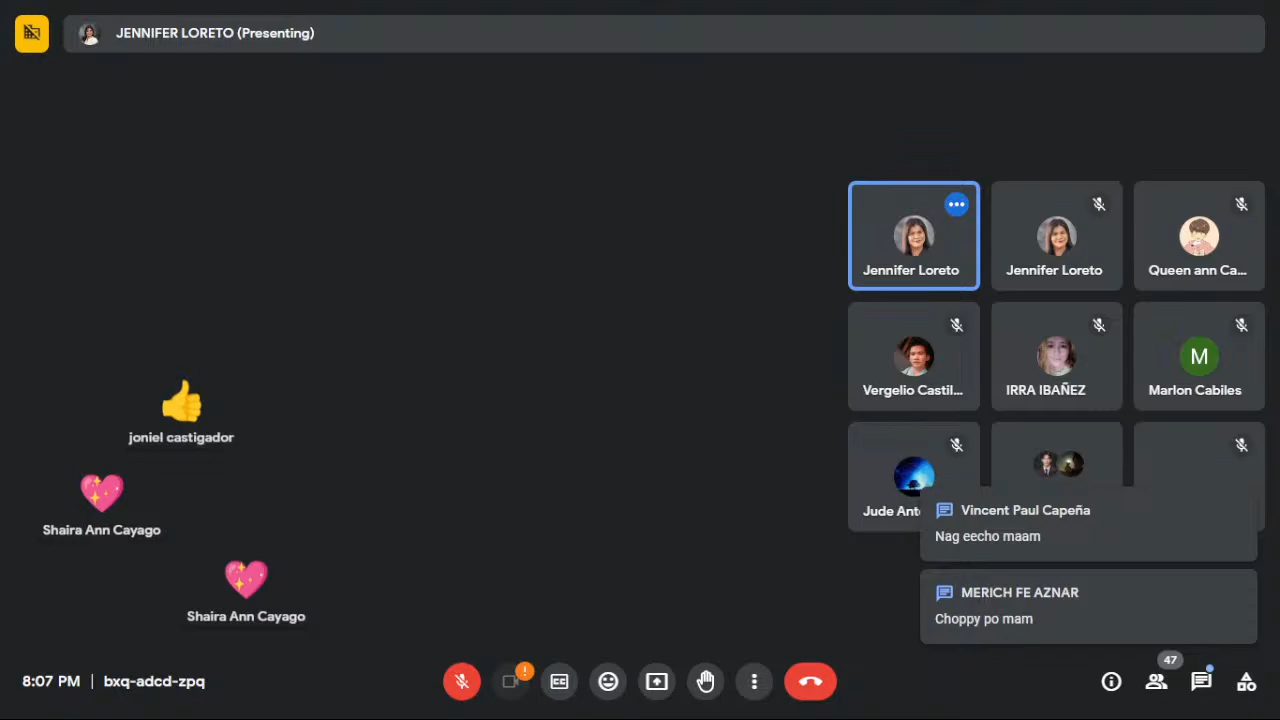 JENNIFER LORETO (Presenting)
Jennifer Loreto
Jennifer Loreto
Queen ann Ca...
Vergelio Castil...
IRRA IBAÑEZ
M
Marlon Cabiles
Jude Ant
joniel castigador
Shaira Ann Cayago
Shaira Ann Cayago
Vincent Paul Capeña
Nag eecho maam
MERICH FE AZNAR
Choppy po mam
8:07 PM | bxq-adcd-zpq
CC
47